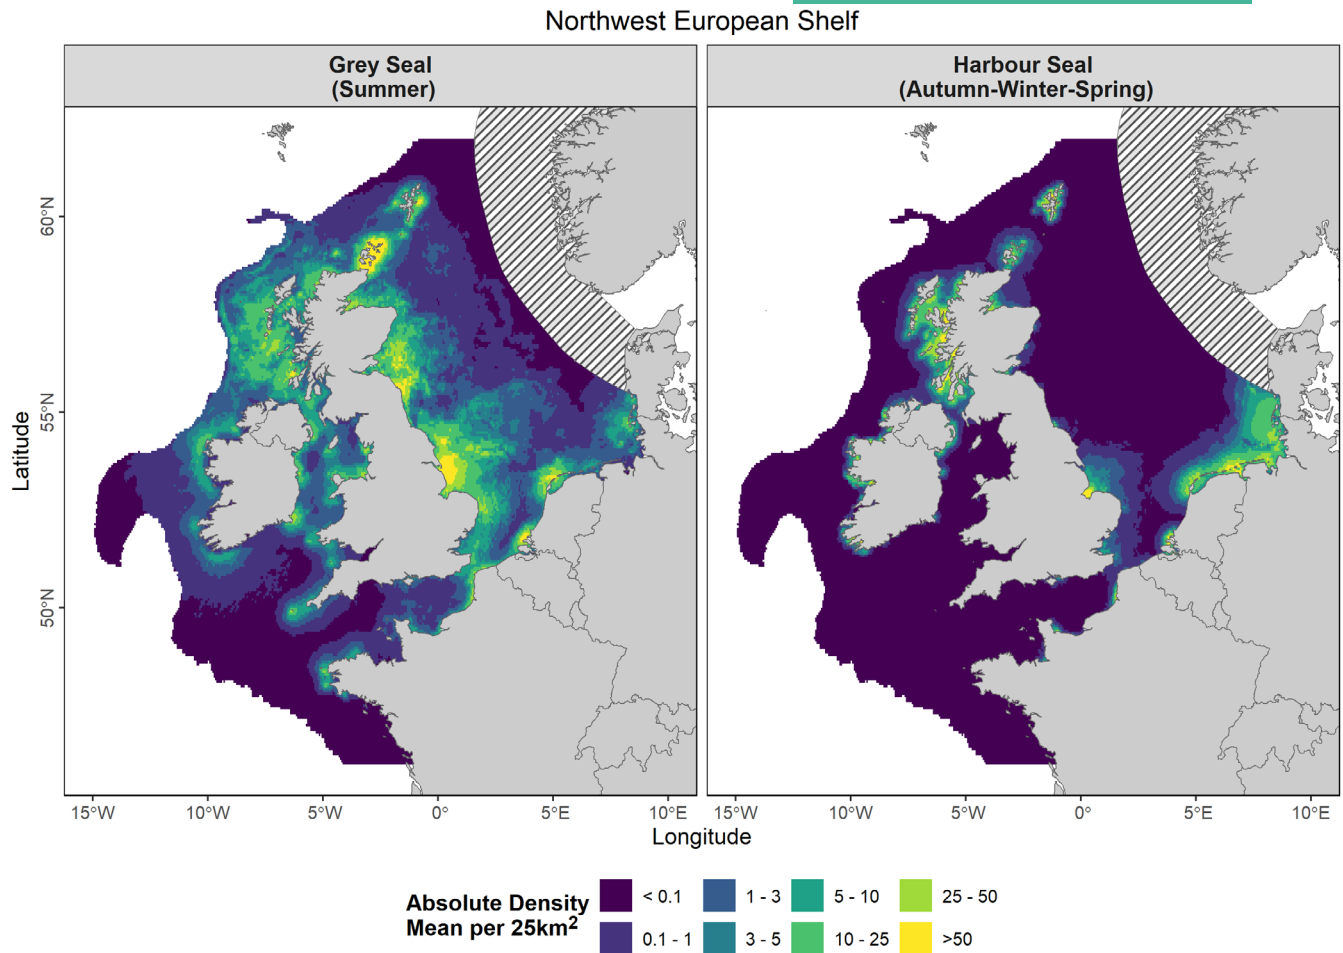 Northwest European Shelf
Grey Seal
(Summer)
Harbour Seal
(Autumn-Winter-Spring)
Latitude
60°N
55°N
50°N
15°W 10°W 5°W 0° 5°E 10°E
15°W 10°W 5°W 0° 5°E 10°E
Longitude
Absolute Density
Mean per 25km²
< 0.1 1 - 3 5 - 10 25 - 50
0.1 - 1 3 - 5 10 - 25 >50